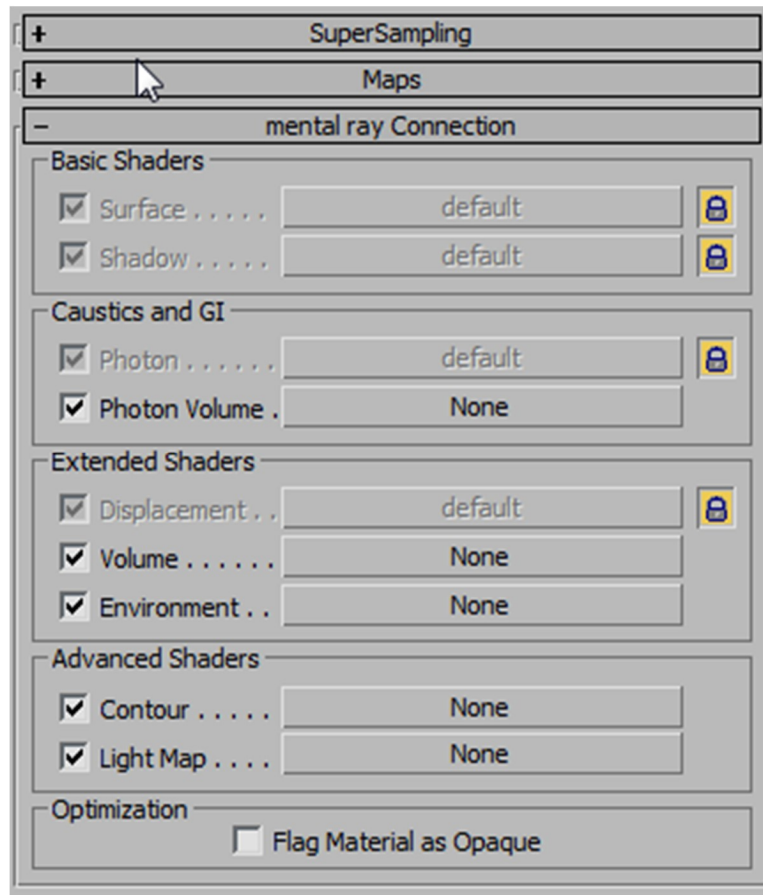 + SuperSampling
+ Maps
- mental ray Connection
Basic Shaders
Surface . . . . . default
Shadow . . . . . default
Caustics and GI
Photon . . . . . . default
Photon Volume . None
Extended Shaders
Displacement . . default
Volume . . . . . . None
Environment . . None
Advanced Shaders
Contour . . . . . None
Light Map . . . . None
Optimization
Flag Material as Opaque